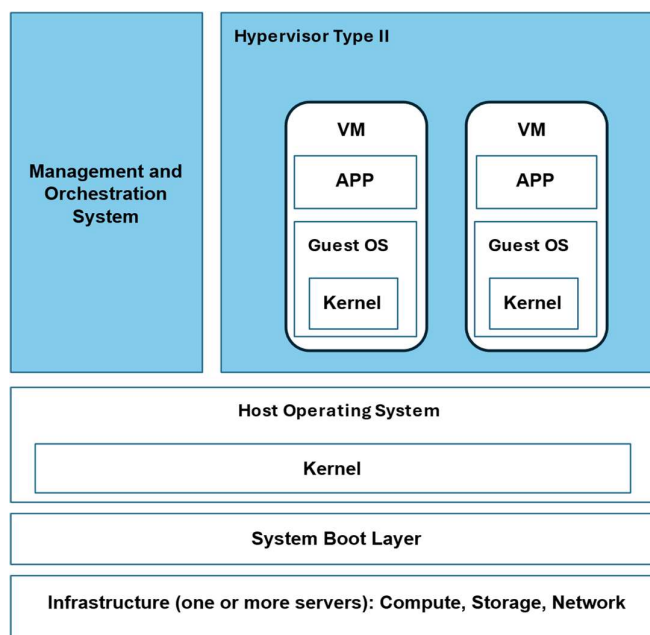 Hypervisor Type II
Management and
Orchestration
System
VM
APP
Guest OS
Kernel
VM
APP
Guest OS
Kernel
Host Operating System
Kernel
System Boot Layer
Infrastructure (one or more servers): Compute, Storage, Network